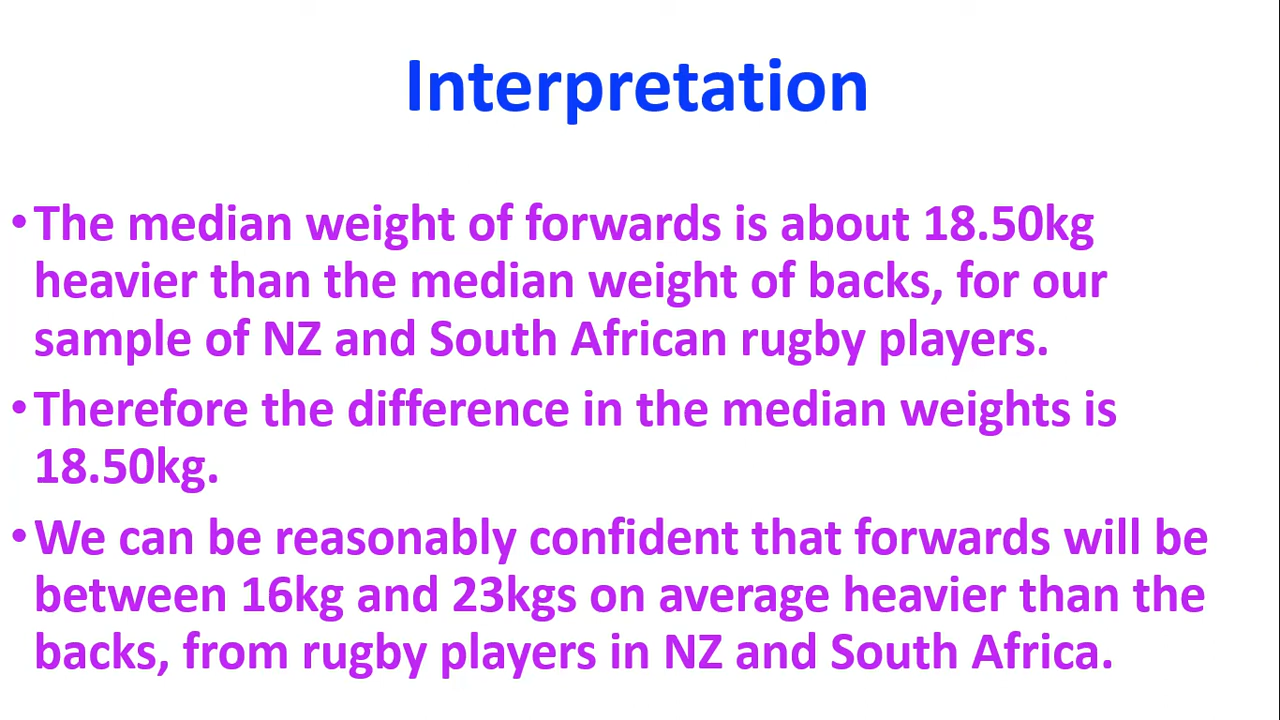 Interpretation
•The median weight of forwards is about 18.50kg
heavier than the median weight of backs, for our
sample of NZ and South African rugby players.
•Therefore the difference in the median weights is
18.50kg.
•We can be reasonably confident that forwards will be
between 16kg and 23kgs on average heavier than the
backs, from rugby players in NZ and South Africa.